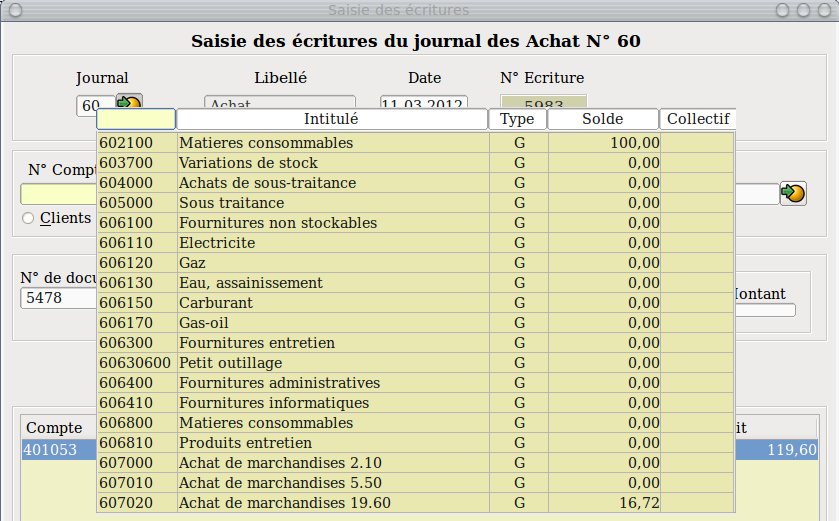 Saisie des écritures
Saisie des écritures du journal des Achat N° 60
Journal Libellé Date N° Ecriture
60 Achat 11.03.2012 5983
Intitulé Type Solde Collectif
602100 Matieres consommables G 100,00
603700 Variations de stock G 0,00
604000 Achats de sous-traitance G 0,00
605000 Sous traitance G 0,00
606100 Fournitures non stockables G 0,00
606110 Electricite G 0,00
606120 Gaz G 0,00
606130 Eau, assainissement G 0,00
606150 Carburant G 0,00
606170 Gas-oil G 0,00
606300 Fournitures entretien G 0,00
60630600 Petit outillage G 0,00
606400 Fournitures administratives G 0,00
606410 Fournitures informatiques G 0,00
606800 Matieres consommables G 0,00
606810 Produits entretien G 0,00
607000 Achat de marchandises 2.10 G 0,00
607010 Achat de marchandises 5.50 G 0,00
607020 Achat de marchandises 19.60 G 16,72
N° Compt
Clients
N° de docu
5478
Montant
Compte it
401053 119,60